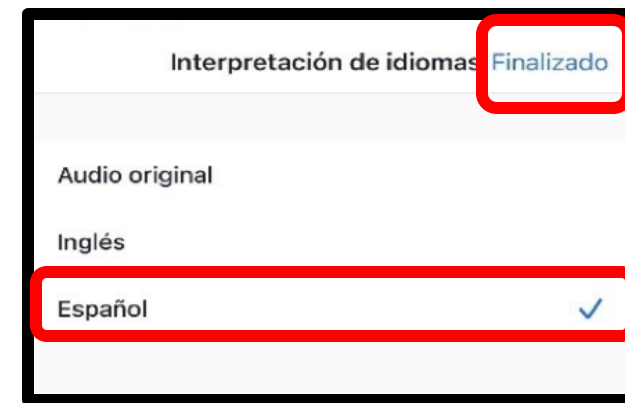 Interpretación de idiomas Finalizado
Audio original
Inglés
Español